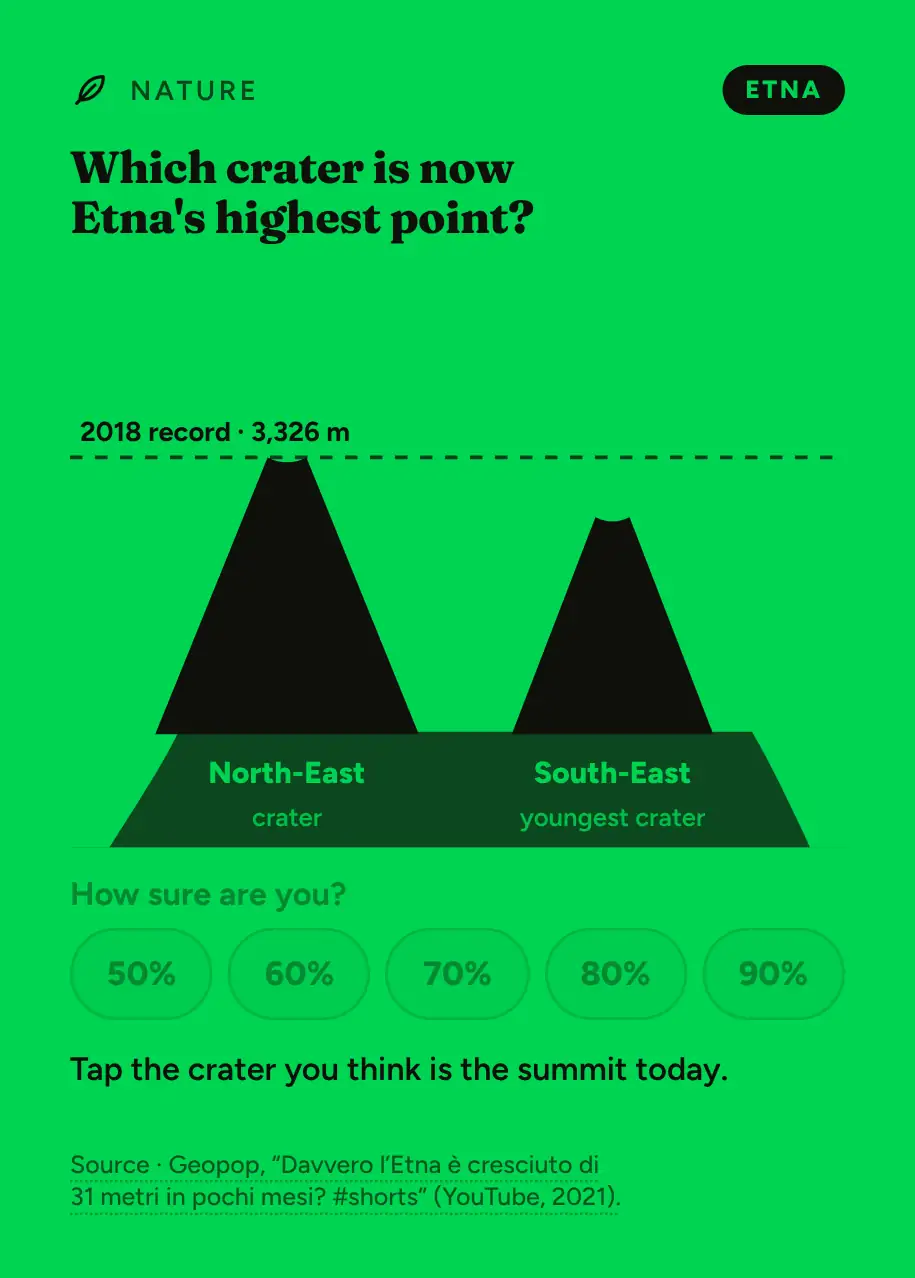 NATURE
ETNA
Which crater is now
Etna's highest point?
2018 record · 3,326 m
North-East
crater
South-East
youngest crater
How sure are you?
50%
60%
70%
80%
90%
Tap the crater you think is the summit today.
Source · Geopop, “Davvero l’Etna è cresciuto di
31 metri in pochi mesi? #shorts” (YouTube, 2021).